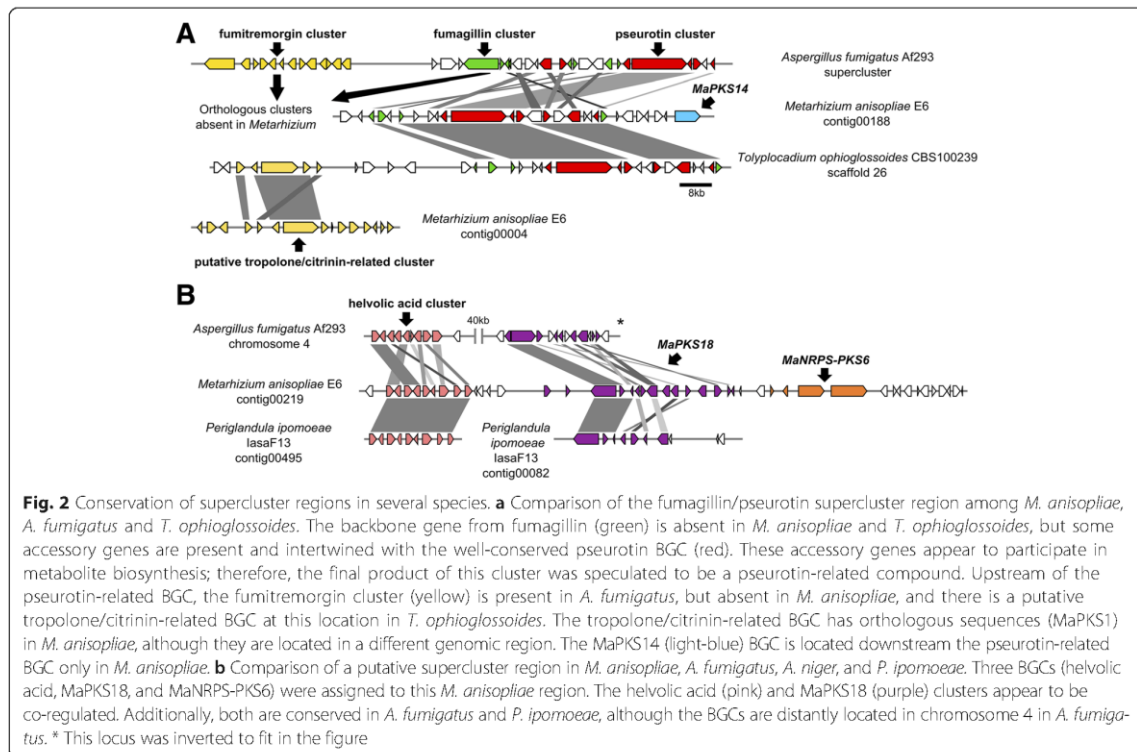 A
fumitremorgin cluster
fumagillin cluster
pseurotin cluster
Aspergillus fumigatus Af293
supercluster
Orthologous clusters
absent in Metarhizium
MaPKS14
Metarhizium anisopliae E6
contig00188
Tolyplocadium ophioglossoides CBS100239
scaffold 26
8kb
Metarhizium anisopliae E6
contig00004
putative tropolone/citrinin-related cluster
B
helvolic acid cluster
Aspergillus fumigatus Af293
chromosome 4
40kb
*
MaPKS18
MaNRPS-PKS6
Metarhizium anisopliae E6
contig00219
Periglandula ipomoeae
IasaF13
contig00495
Periglandula ipomoeae
IasaF13
contig00082
Fig. 2 Conservation of supercluster regions in several species. a Comparison of the fumagillin/pseurotin supercluster region among M. anisopliae,
A. fumigatus and T. ophioglossoides. The backbone gene from fumagillin (green) is absent in M. anisopliae and T. ophioglossoides, but some
accessory genes are present and intertwined with the well-conserved pseurotin BGC (red). These accessory genes appear to participate in
metabolite biosynthesis; therefore, the final product of this cluster was speculated to be a pseurotin-related compound. Upstream of the
pseurotin-related BGC, the fumitremorgin cluster (yellow) is present in A. fumigatus, but absent in M. anisopliae, and there is a putative
tropolone/citrinin-related BGC at this location in T. ophioglossoides. The tropolone/citrinin-related BGC has orthologous sequences (MaPKS1)
in M. anisopliae, although they are located in a different genomic region. The MaPKS14 (light-blue) BGC is located downstream the pseurotin-related
BGC only in M. anisopliae. b Comparison of a putative supercluster region in M. anisopliae, A. fumigatus, A. niger, and P. ipomoeae. Three BGCs (helvolic
acid, MaPKS18, and MaNRPS-PKS6) were assigned to this M. anisopliae region. The helvolic acid (pink) and MaPKS18 (purple) clusters appear to be
co-regulated. Additionally, both are conserved in A. fumigatus and P. ipomoeae, although the BGCs are distantly located in chromosome 4 in A. fumiga-
tus. * This locus was inverted to fit in the figure